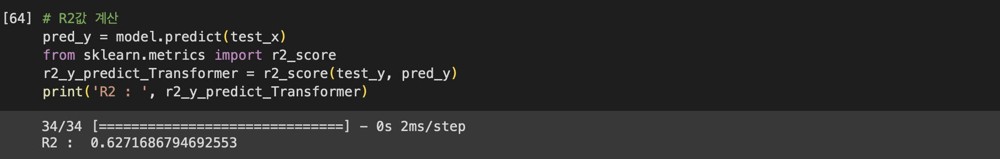 [64] # R2값 계산
pred_y = model.predict(test_x)
from sklearn.metrics import r2_score
r2_y_predict_Transformer = r2_score(test_y, pred_y)
print('R2 : ', r2_y_predict_Transformer)
34/34 [==============================] - 0s 2ms/step
R2 :  0.6271686794692553